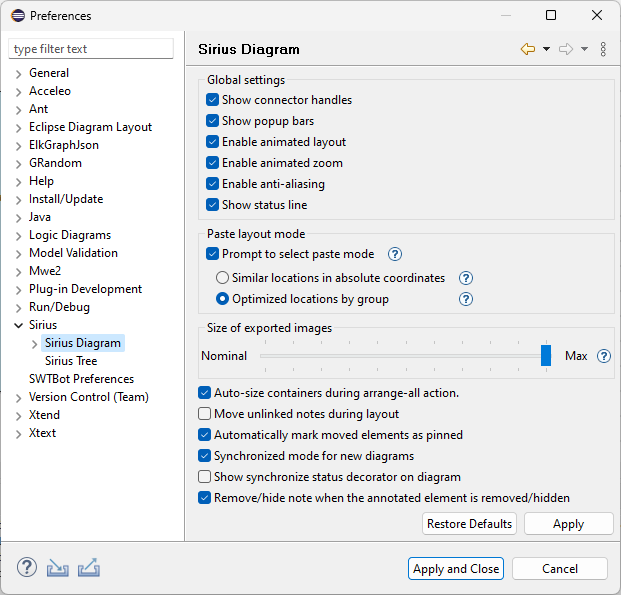 Preferences
type filter text
General
Acceleo
Ant
Eclipse Diagram Layout
ElkGraphJson
GRandom
Help
Install/Update
Java
Logic Diagrams
Model Validation
Mwe2
Plug-in Development
Run/Debug
Sirius
Sirius Diagram
Sirius Tree
SWTBot Preferences
Version Control (Team)
Xtend
Xtext
Sirius Diagram
Global settings
Show connector handles
Show popup bars
Enable animated layout
Enable animated zoom
Enable anti-aliasing
Show status line
Paste layout mode
Prompt to select paste mode
Similar locations in absolute coordinates
Optimized locations by group
Size of exported images
Nominal Max
Auto-size containers during arrange-all action.
Move unlinked notes during layout
Automatically mark moved elements as pinned
Synchronized mode for new diagrams
Show synchronize status decorator on diagram
Remove/hide note when the annotated element is removed/hidden
Restore Defaults Apply
Apply and Close Cancel